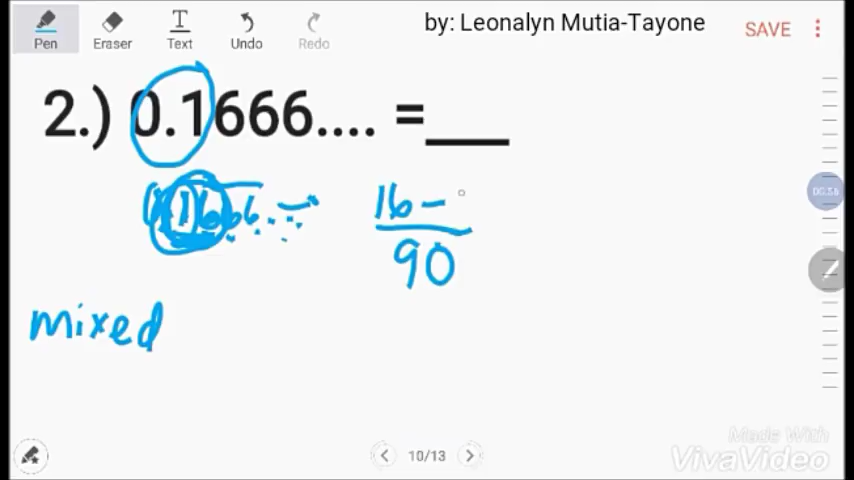 by: Leonalyn Mutia-Tayone
SAVE
Pen
Eraser
Text
Undo
Redo
2.) 0.1666.... =___
16 -
90
mixed
10/13
Made With
VivaVideo